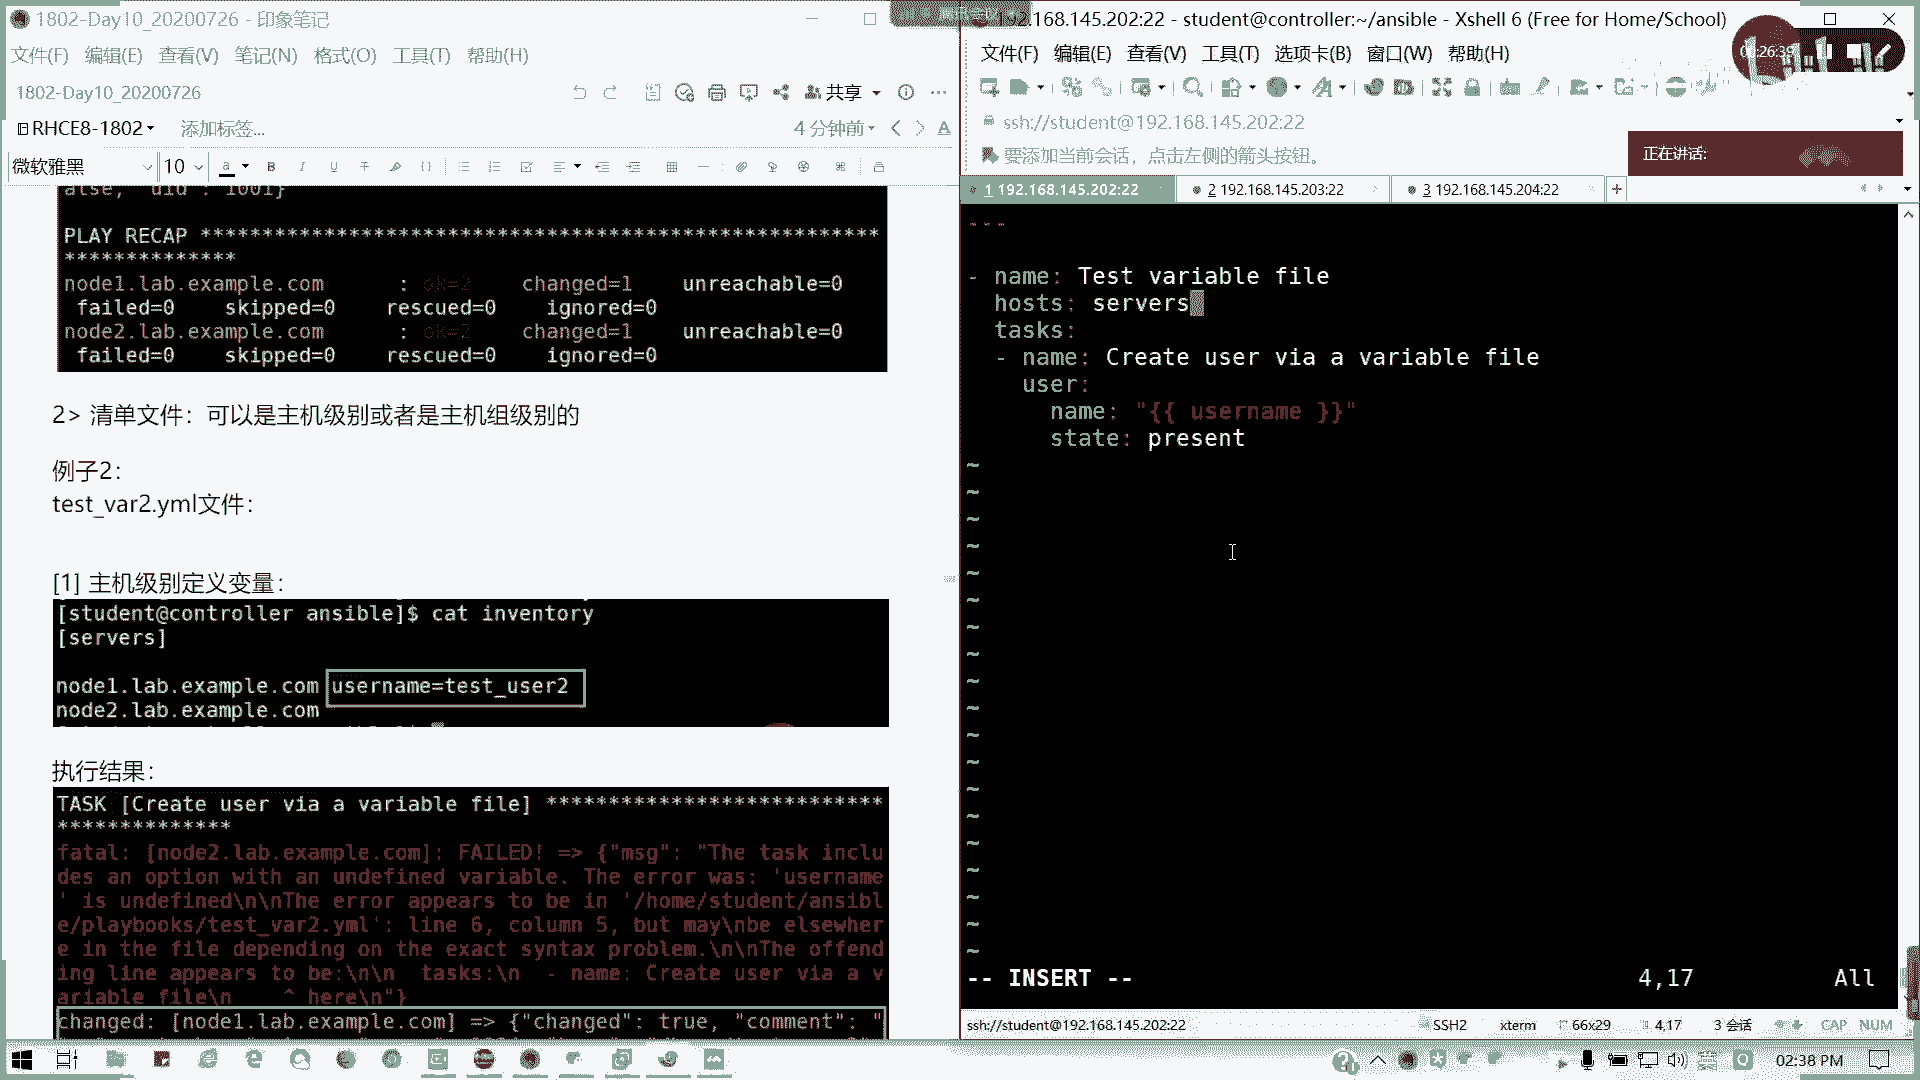 1802-Day10_20200726 - 印象笔记
文件(F) 编辑(E) 查看(V) 笔记(N) 格式(O) 工具(T) 帮助(H)
1802-Day10_20200726
共享
RHCE8-1802
添加标签...
4 分钟前
微软雅黑
10
PLAY RECAP ********************************************************
**************
node1.lab.example.com : ok=2 changed=1 unreachable=0
failed=0 skipped=0 rescued=0 ignored=0
node2.lab.example.com : ok=2 changed=1 unreachable=0
failed=0 skipped=0 rescued=0 ignored=0
2> 清单文件：可以是主机级别或者是主机组级别的
例子2：
test_var2.yml文件：
[1] 主机级别定义变量：
[student@controller ansible]$ cat inventory
[servers]
node1.lab.example.com username=test_user2
node2.lab.example.com
执行结果：
TASK [Create user via a variable file] ****************************
**************
fatal: [node2.lab.example.com]: FAILED! => {"msg": "The task inclu
des an option with an undefined variable. The error was: 'username
' is undefined\n\nThe error appears to be in '/home/student/ansibl
e/playbooks/test_var2.yml': line 6, column 5, but may\nbe elsewher
e in the file depending on the exact syntax problem.\n\nThe offend
ing line appears to be:\n\n  tasks:\n  - name: Create user via a v
ariable file\n    ^ here\n"}
changed: [node1.lab.example.com] => {"changed": true, "comment": "
192.168.145.202:22 - student@controller:~/ansible - Xshell 6 (Free for Home/School)
文件(F) 编辑(E) 查看(V) 工具(T) 选项卡(B) 窗口(W) 帮助(H)
ssh://student@192.168.145.202:22
要添加当前会话，点击左侧的箭头按钮。
正在讲话:
1 192.168.145.202:22
2 192.168.145.203:22
3 192.168.145.204:22
---
- name: Test variable file
  hosts: servers
  tasks:
  - name: Create user via a variable file
    user:
      name: "{{ username }}"
      state: present
-- INSERT -- 4,17 All
ssh://student@192.168.145.202:22 SSH2 xterm 66x29 4,17 3 会话 CAP NUM
02:38 PM